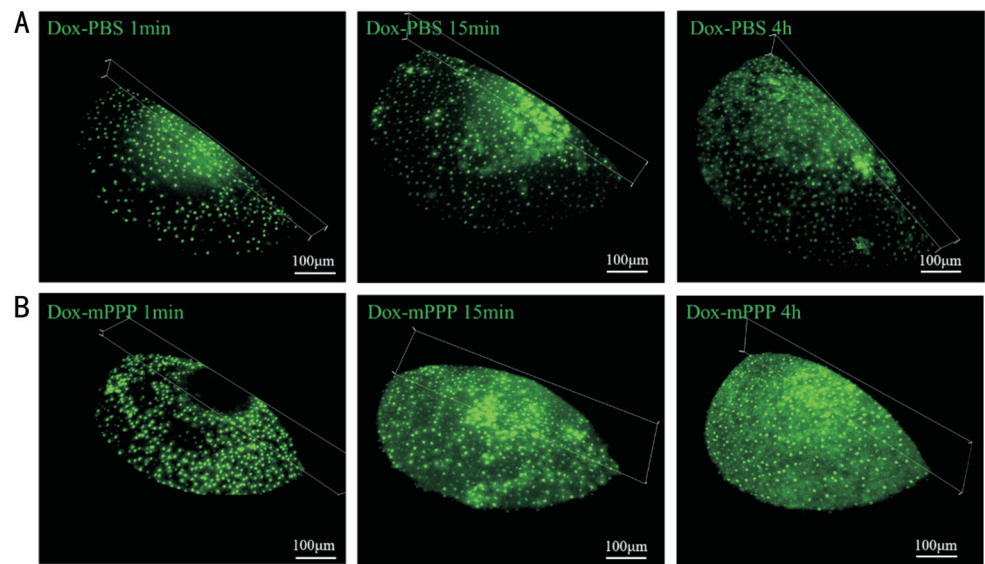 A
Dox-PBS 1min
Dox-PBS 15min
Dox-PBS 4h
100μm
100μm
100μm
B
Dox-mPPP 1min
Dox-mPPP 15min
Dox-mPPP 4h
100μm
100μm
100μm